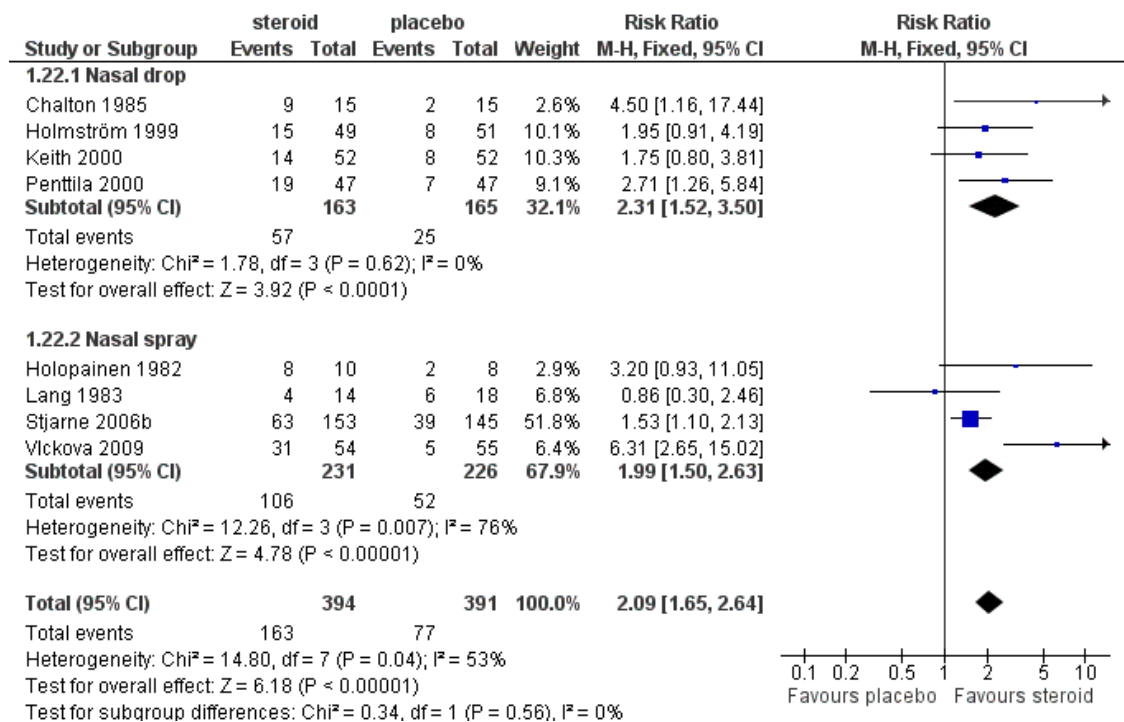 steroid placebo Risk Ratio Risk Ratio
Study or Subgroup Events Total Events Total Weight M-H, Fixed, 95% CI M-H, Fixed, 95% CI
1.22.1 Nasal drop
Chalton 1985 9 15 2 15 2.6% 4.50 [1.16, 17.44]
Holmström 1999 15 49 8 51 10.1% 1.95 [0.91, 4.19]
Keith 2000 14 52 8 52 10.3% 1.75 [0.80, 3.81]
Penttila 2000 19 47 7 47 9.1% 2.71 [1.26, 5.84]
Subtotal (95% CI) 163 165 32.1% 2.31 [1.52, 3.50]
Total events 57 25
Heterogeneity: Chi² = 1.78, df = 3 (P = 0.62); I² = 0%
Test for overall effect: Z = 3.92 (P < 0.0001)
1.22.2 Nasal spray
Holopainen 1982 8 10 2 8 2.9% 3.20 [0.93, 11.05]
Lang 1983 4 14 6 18 6.8% 0.86 [0.30, 2.46]
Stjarne 2006b 63 153 39 145 51.8% 1.53 [1.10, 2.13]
Vlckova 2009 31 54 5 55 6.4% 6.31 [2.65, 15.02]
Subtotal (95% CI) 231 226 67.9% 1.99 [1.50, 2.63]
Total events 106 52
Heterogeneity: Chi² = 12.26, df = 3 (P = 0.007); I² = 76%
Test for overall effect: Z = 4.78 (P < 0.00001)
Total (95% CI) 394 391 100.0% 2.09 [1.65, 2.64]
Total events 163 77
Heterogeneity: Chi² = 14.80, df = 7 (P = 0.04); I² = 53%
Test for overall effect: Z = 6.18 (P < 0.00001)
Test for subgroup differences: Chi² = 0.34, df = 1 (P = 0.56), I² = 0%
0.1 0.2 0.5 1 2 5 10
Favours placebo Favours steroid